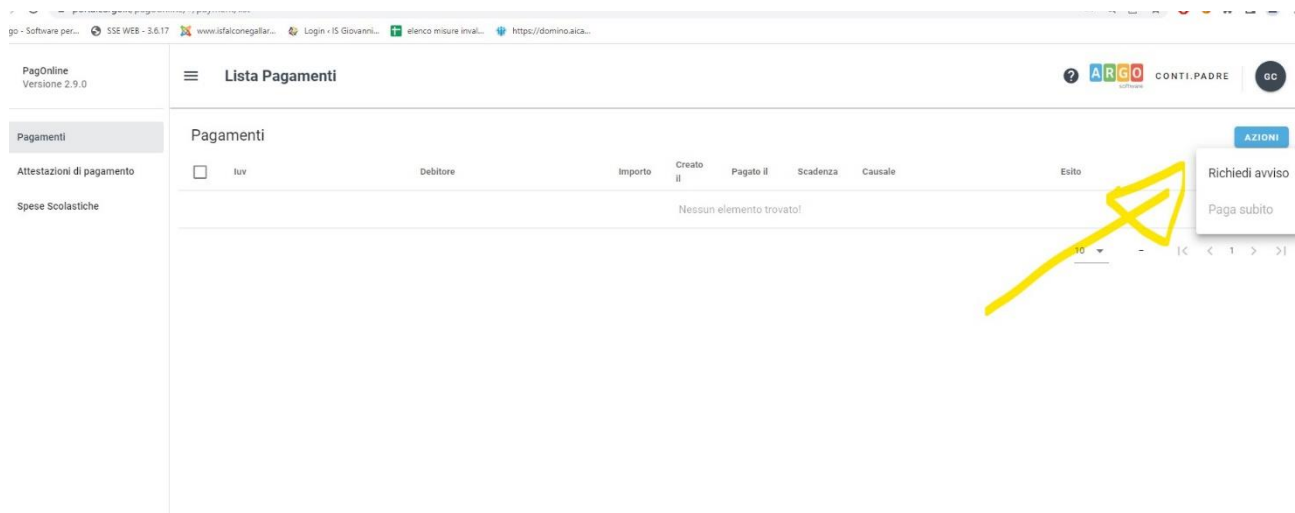 go - Software per... SSE WEB - 3.6.17 www.isfalconegallar... Login ‹ IS Giovanni... elenco misure inval... https://domino.aica...
PagOnline
Versione 2.9.0
Lista Pagamenti
ARGO software
CONTI.PADRE
GC
Pagamenti
Attestazioni di pagamento
Spese Scolastiche
Pagamenti
AZIONI
Richiedi avviso
Paga subito
Iuv Debitore Importo Creato il Pagato il Scadenza Causale Esito
Nessun elemento trovato!
10 - 1